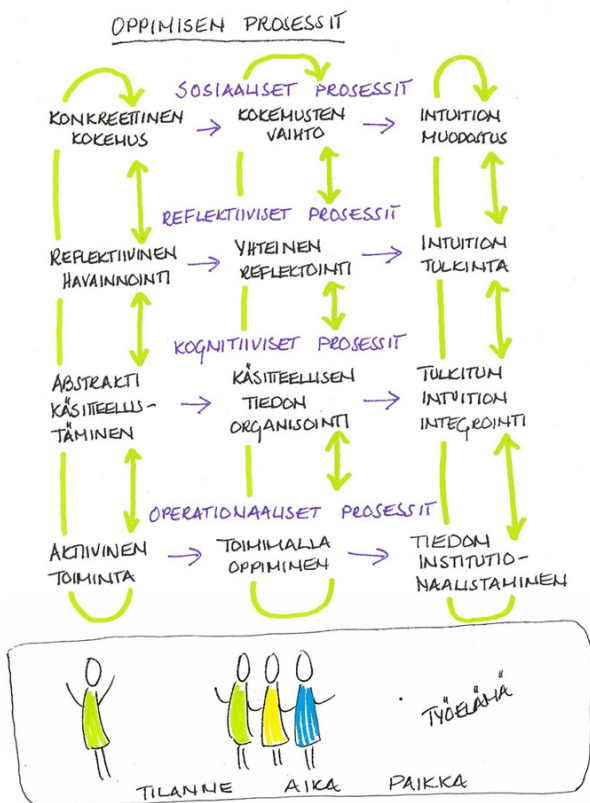 OPPIMISEN PROSESSIT
SOSIAALISET PROSESSIT
KONKREETTINEN
KOKEMUS
KOKEMUSTEN
VAIHTO
INTUITION
MUODOSTUS
REFLEKTIIVISET PROSESSIT
REFLEKTIIVINEN
HAVAINNOINTI
YHTEINEN
REFLEKTOINTI
INTUITION
TULKINTA
KOGNITIIVISET PROSESSIT
ABSTRAKTI
KÄSITTEELLIS-
TÄMINEN
KÄSITTEELLISEN
TIEDON
ORGANISOINTI
TULKITUN
INTUITION
INTEGROINTI
OPERATIONAALISET PROSESSIT
AKTIIVINEN
TOIMINTA
TOIMIMALLA
OPPIMINEN
TIEDON
INSTITUTIO-
NAALISTAMINEN
TYÖELÄMÄ
TILANNE AIKA PAIKKA